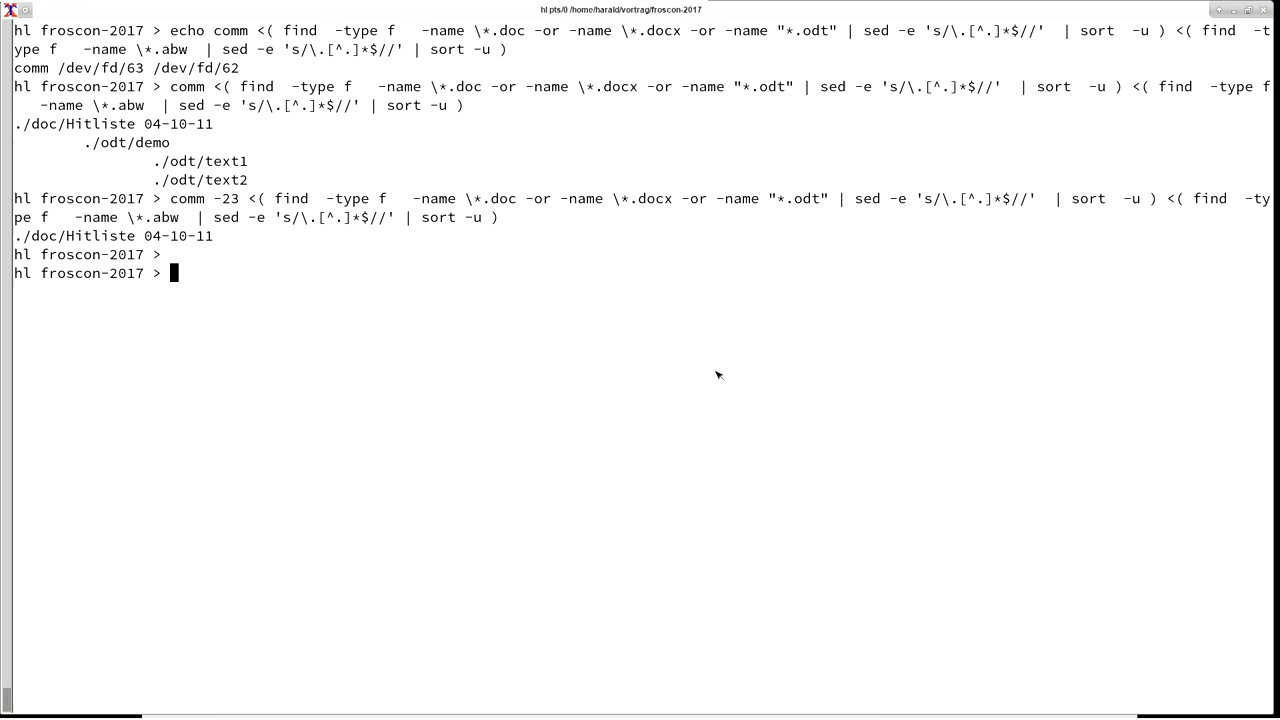 hl pts/0 /home/harald/vortrag/froscon-2017
hl froscon-2017 > echo comm <( find  -type f   -name \*.doc -or -name \*.docx -or -name "*.odt" | sed -e 's/\.[^.]*$//'  | sort  -u ) <( find  -t
ype f   -name \*.abw  | sed -e 's/\.[^.]*$//' | sort -u )
comm /dev/fd/63 /dev/fd/62
hl froscon-2017 > comm <( find  -type f   -name \*.doc -or -name \*.docx -or -name "*.odt" | sed -e 's/\.[^.]*$//'  | sort  -u ) <( find  -type f
   -name \*.abw  | sed -e 's/\.[^.]*$//' | sort -u )
./doc/Hitliste 04-10-11
        ./odt/demo
                ./odt/text1
                ./odt/text2
hl froscon-2017 > comm -23 <( find  -type f   -name \*.doc -or -name \*.docx -or -name "*.odt" | sed -e 's/\.[^.]*$//'  | sort  -u ) <( find  -ty
pe f   -name \*.abw  | sed -e 's/\.[^.]*$//' | sort -u )
./doc/Hitliste 04-10-11
hl froscon-2017 >
hl froscon-2017 >